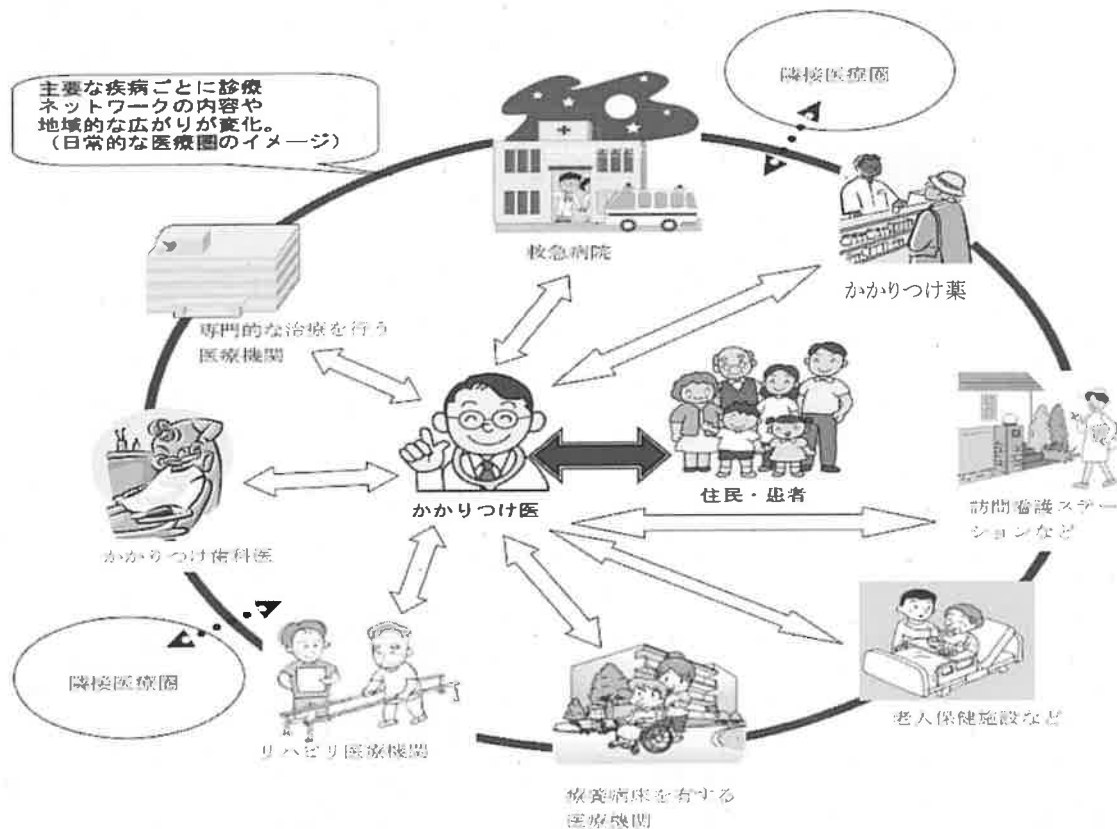 主要な疾病ごとに診療
ネットワークの内容や
地域的な広がりが変化。
（日常的な医療圏のイメージ）
隣接医療圏
救急病院
かかりつけ薬
専門的な治療を行う
医療機関
かかりつけ医
住民・患者
訪問看護ステー
ションなど
かかりつけ歯科医
隣接医療圏
リハビリ医療機関
老人保健施設など
療養病床を有する
医療機関